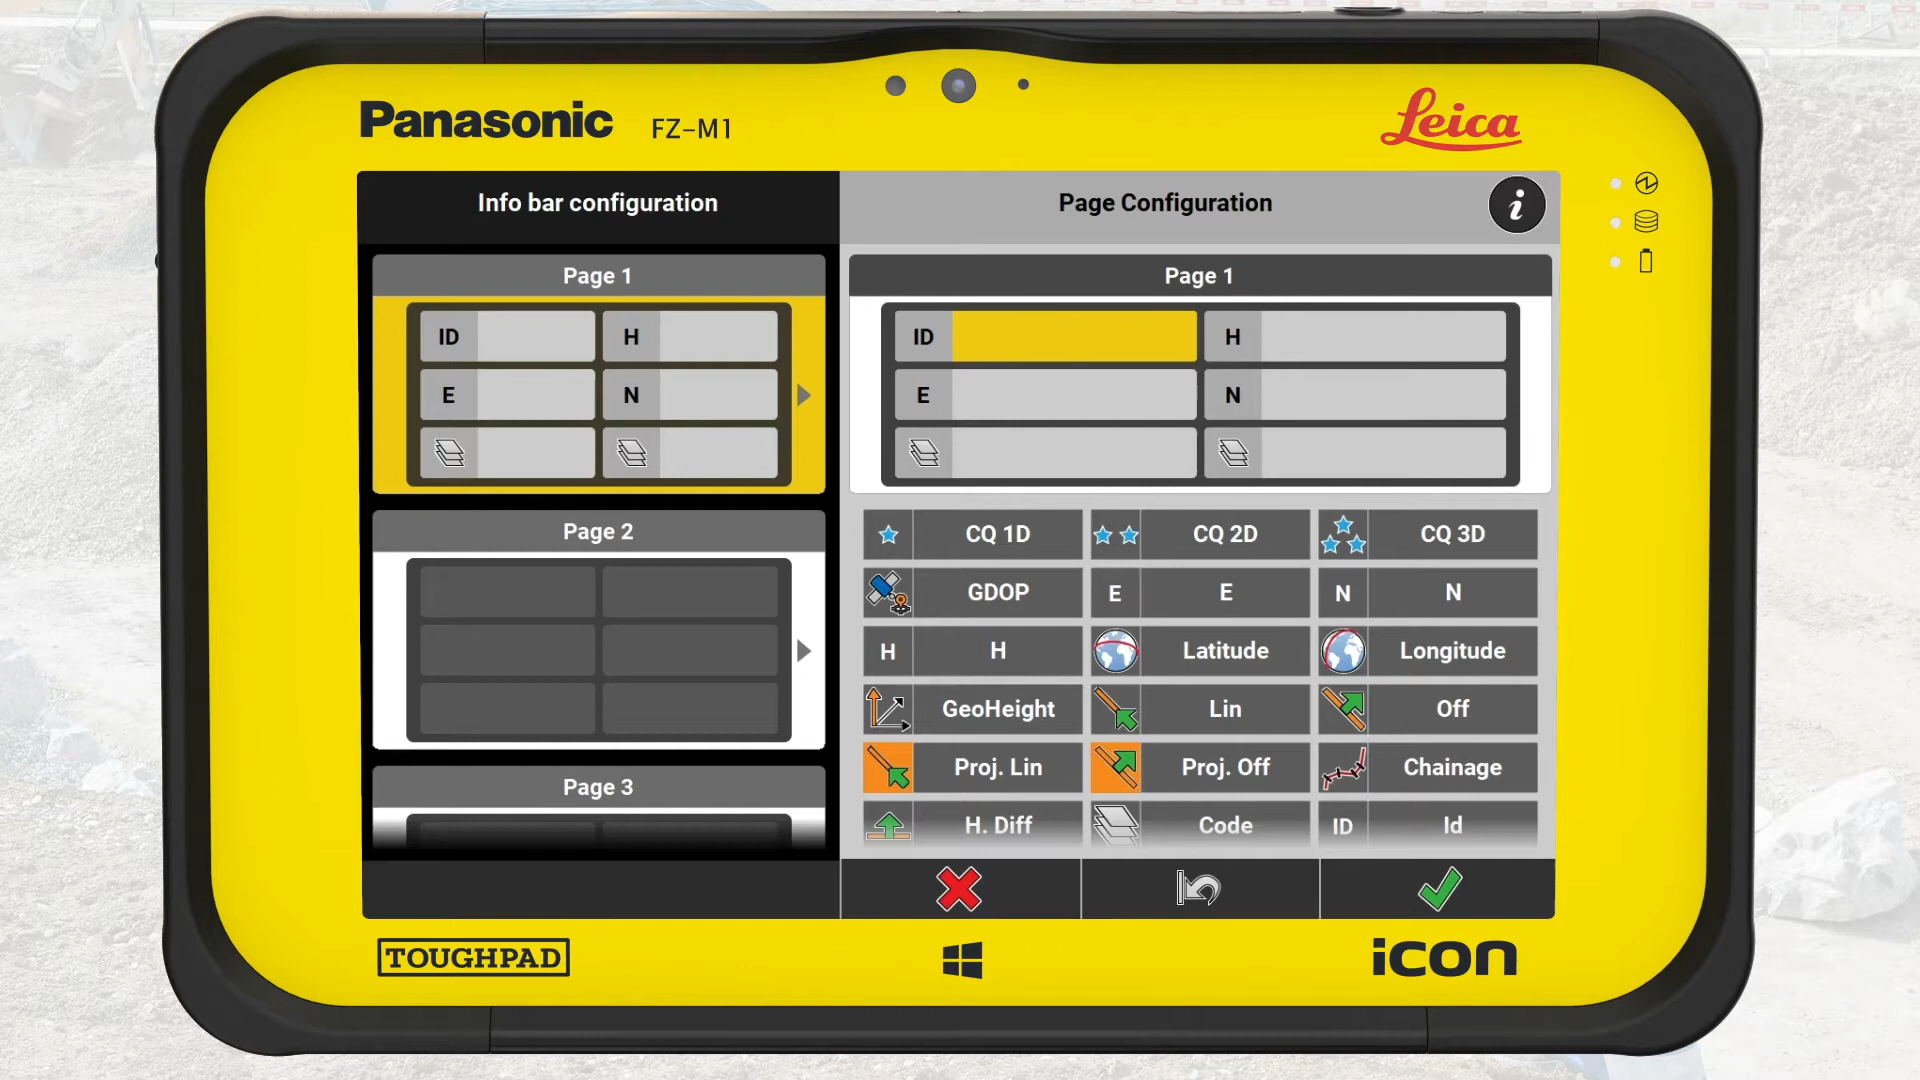 Panasonic FZ-M1
Leica
Info bar configuration
Page Configuration
i
Page 1
ID
H
E
N
Page 2
Page 3
Page 1
ID
H
E
N
CQ 1D
CQ 2D
CQ 3D
GDOP
E E
N N
H H
Latitude
Longitude
GeoHeight
Lin
Off
Proj. Lin
Proj. Off
Chainage
H. Diff
Code
ID Id
TOUGHPAD
icon